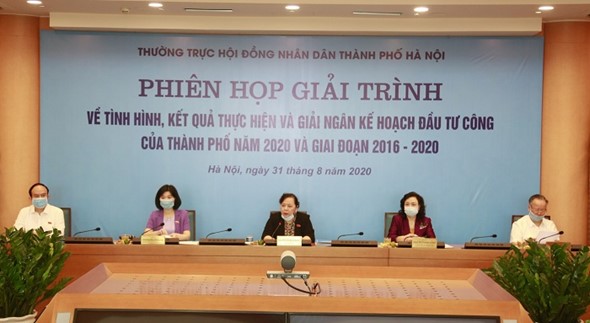 THƯỜNG TRỰC HỘI ĐỒNG NHÂN DÂN THÀNH PHỐ HÀ NỘI
PHIÊN HỌP GIẢI TRÌNH
VỀ TÌNH HÌNH, KẾT QUẢ THỰC HIỆN VÀ GIẢI NGÂN KẾ HOẠCH ĐẦU TƯ CÔNG
CỦA THÀNH PHỐ NĂM 2020 VÀ GIAI ĐOẠN 2016 - 2020
Hà Nội, ngày 31 tháng 8 năm 2020